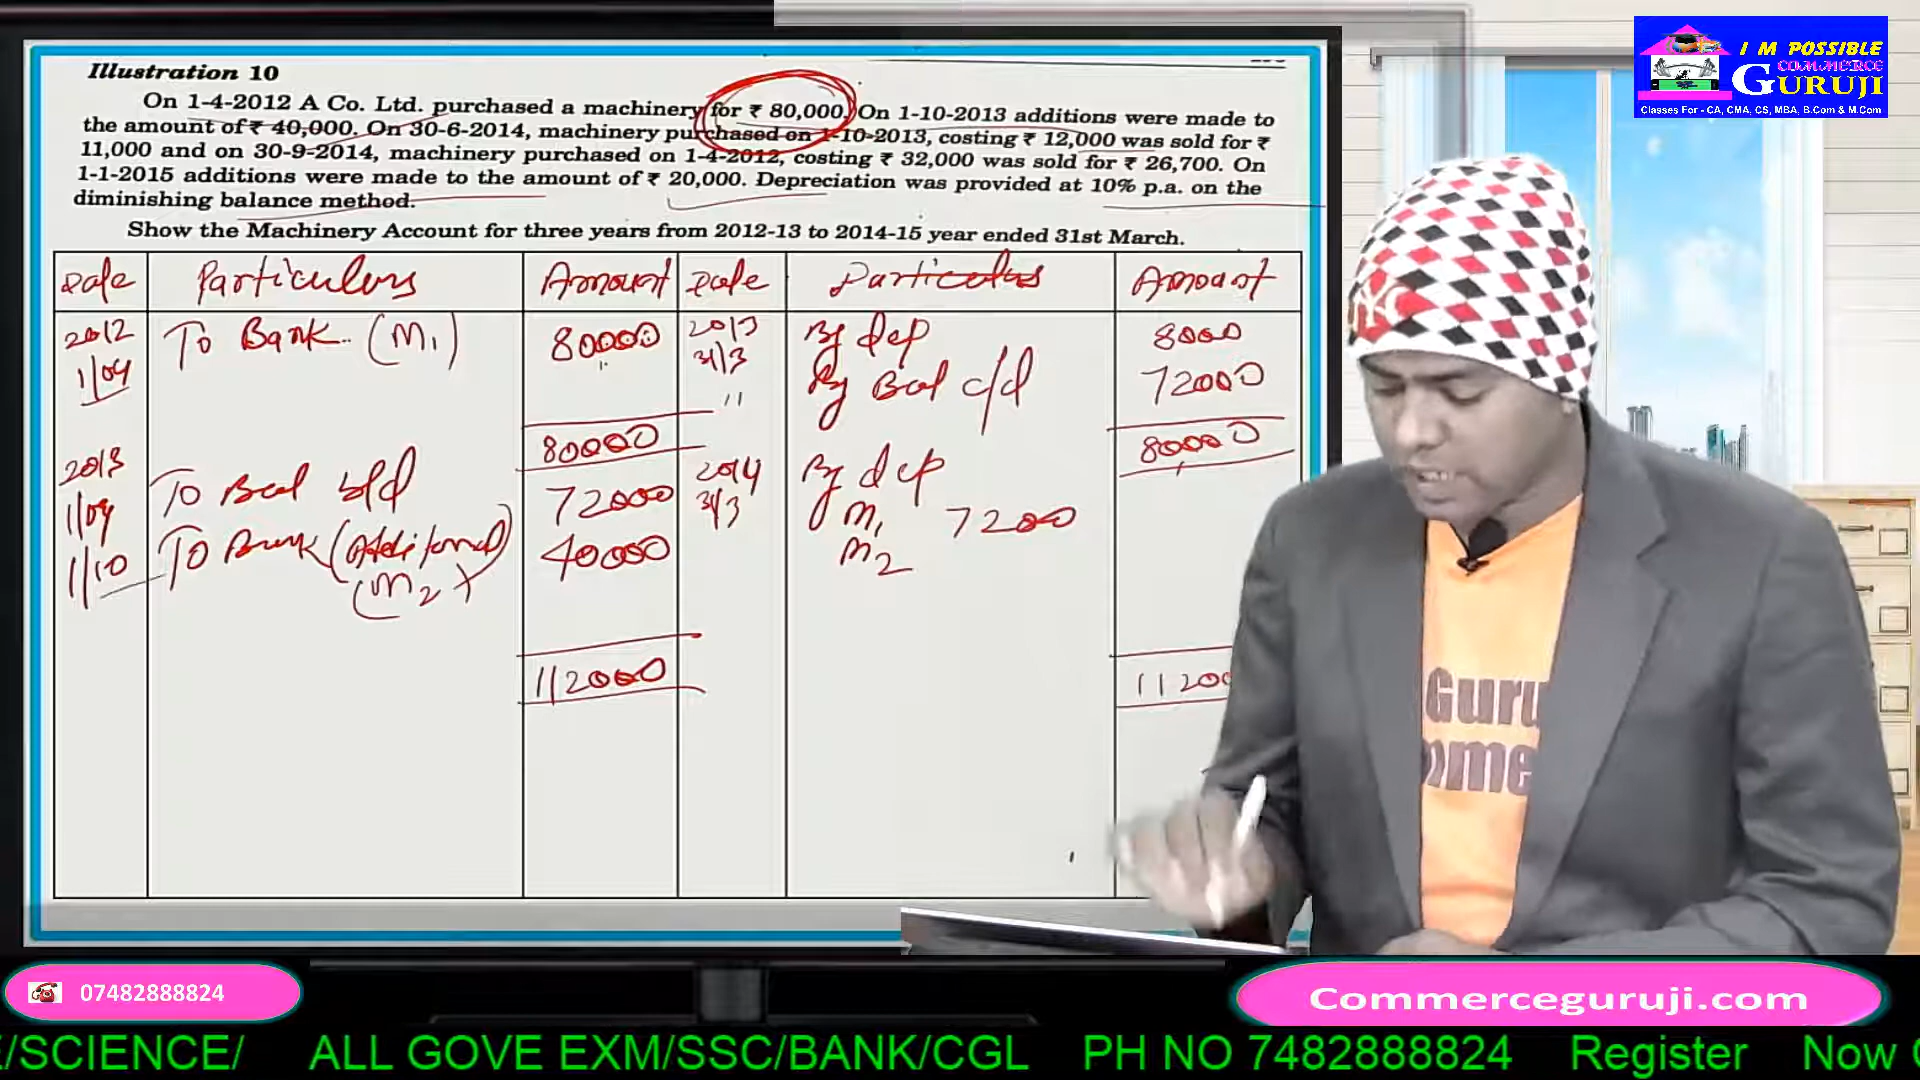 I M POSSIBLE
COMMERCE
GURUJI
Classes For - CA, CMA, CS, MBA, B.Com & M.Com
Illustration 10
On 1-4-2012 A Co. Ltd. purchased a machinery for ₹ 80,000. On 1-10-2013 additions were made to
the amount of ₹ 40,000. On 30-6-2014, machinery purchased on 1-10-2013, costing ₹ 12,000 was sold for ₹
11,000 and on 30-9-2014, machinery purchased on 1-4-2012, costing ₹ 32,000 was sold for ₹ 26,700. On
1-1-2015 additions were made to the amount of ₹ 20,000. Depreciation was provided at 10% p.a. on the
diminishing balance method.
Show the Machinery Account for three years from 2012-13 to 2014-15 year ended 31st March.
Date Particulars Amount Date Particulars Amount
2012 To Bank (M1) 80000 2013 By dep 8000
1/04 31/3
" By Bal c/d 72000
80000 80000
2013 To Bal b/d 72000 2014 By dep
1/04 31/3 M1 7200
1/10 To Bank (Additional) 40000 M2
(M2)
112000 11200
Guru
mme
07482888824
Commerceguruji.com
E/SCIENCE/ ALL GOVE EXM/SSC/BANK/CGL PH NO 7482888824 Register Now